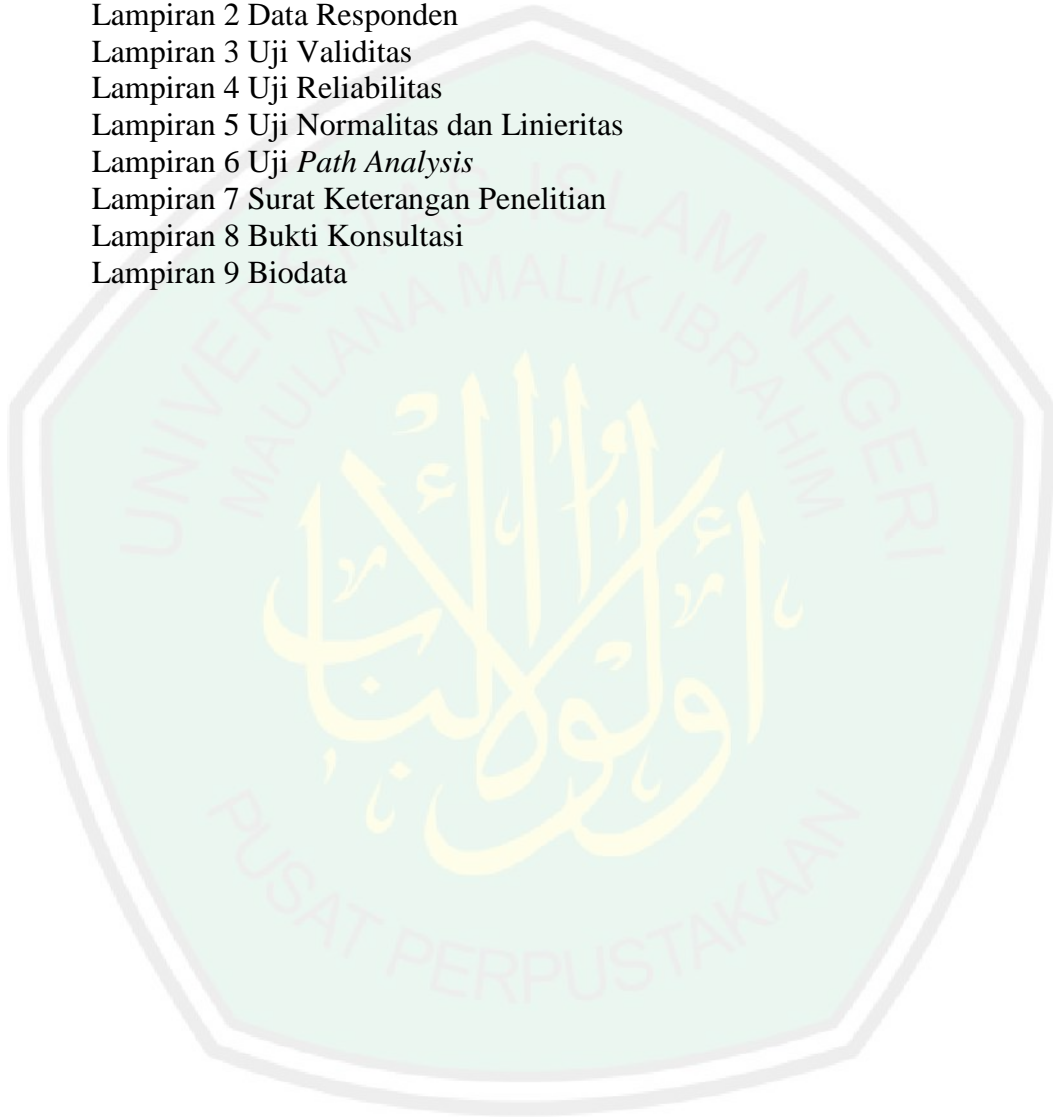 Lampiran 2 Data Responden
Lampiran 3 Uji Validitas
Lampiran 4 Uji Reliabilitas
Lampiran 5 Uji Normalitas dan Linieritas
Lampiran 6 Uji Path Analysis
Lampiran 7 Surat Keterangan Penelitian
Lampiran 8 Bukti Konsultasi
Lampiran 9 Biodata
UNIVERSITAS ISLAM NEGERI
MAULANA MALIK IBRAHIM
أولوا الألباب
PUSAT PERPUSTAKAAN